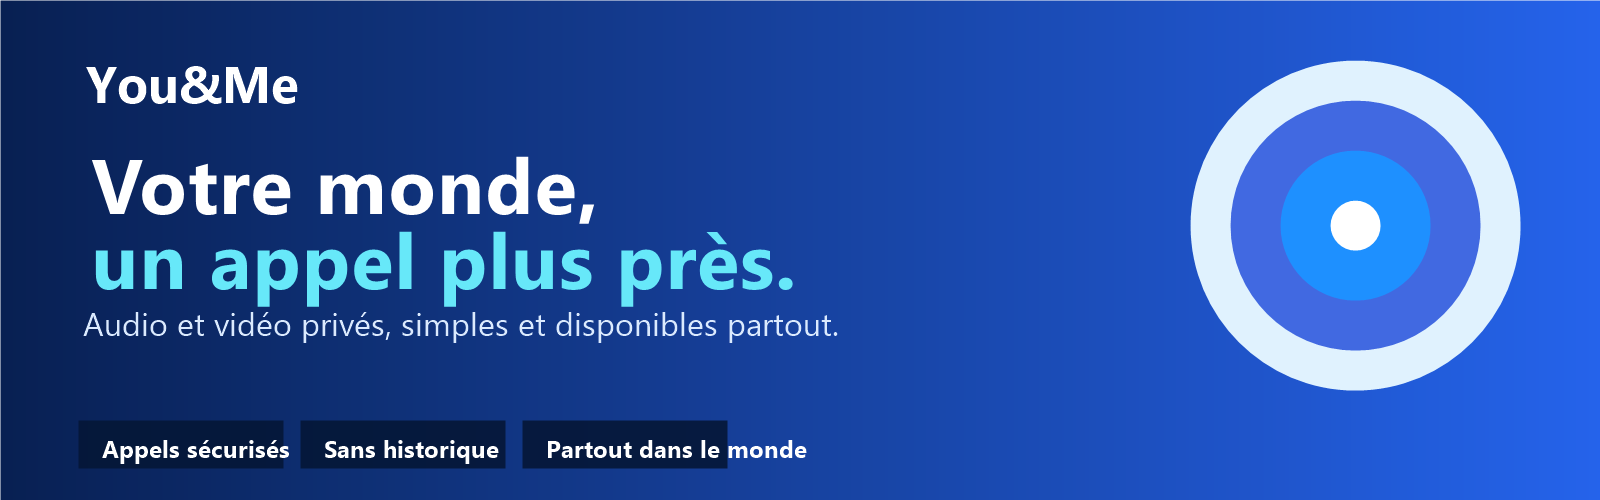 You&Me
Votre monde,
un appel plus près.
Audio et vidéo privés, simples et disponibles partout.
Appels sécurisés
Sans historique
Partout dans le monde